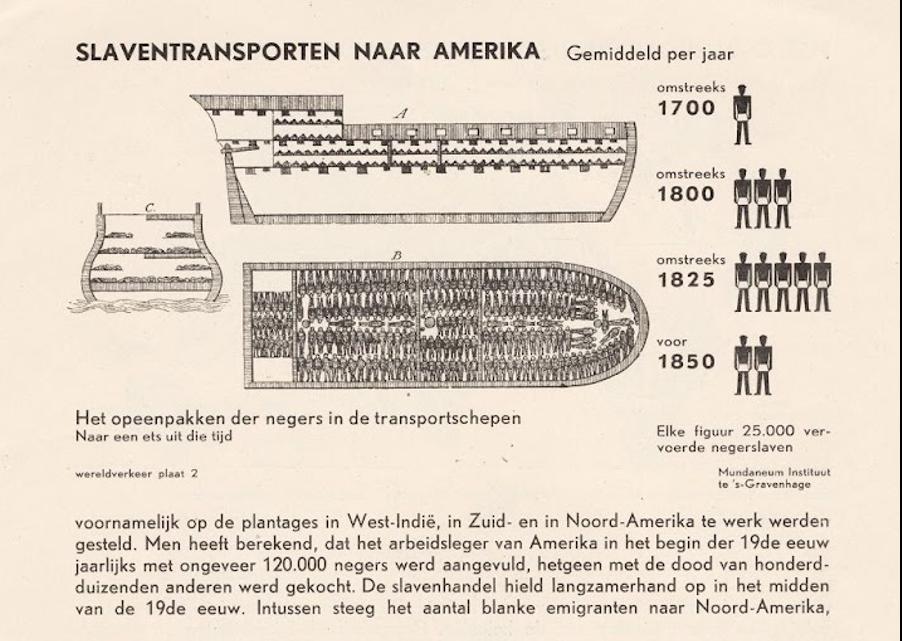 SLAVENTRANSPORTEN NAAR AMERIKA Gemiddeld per jaar
omstreeks
1700
A
omstreeks
1800
C.
omstreeks
1825
B
voor
1850
Het opeenpakken der negers in de transportschepen
Naar een ets uit die tijd
Elke figuur 25.000 ver-
voerde negerslaven
wereldverkeer plaat 2
Mundaneum Instituut
te 's-Gravenhage
voornamelijk op de plantages in West-Indië, in Zuid- en in Noord-Amerika te werk werden
gesteld. Men heeft berekend, dat het arbeidsleger van Amerika in het begin der 19de eeuw
jaarlijks met ongeveer 120.000 negers werd aangevuld, hetgeen met de dood van honderd-
duizenden anderen werd gekocht. De slavenhandel hield langzamerhand op in het midden
van de 19de eeuw. Intussen steeg het aantal blanke emigranten naar Noord-Amerika,